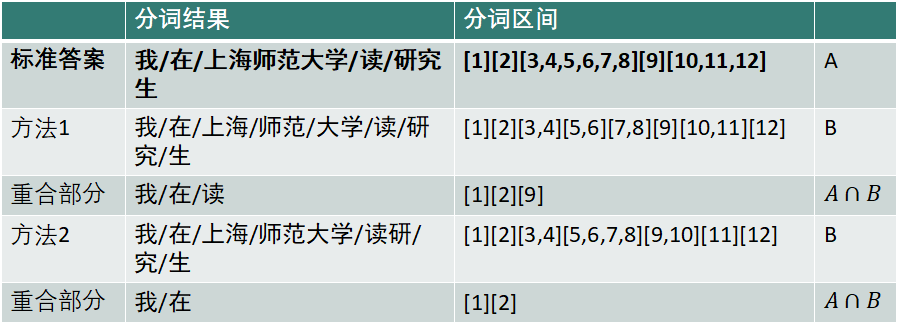 分词结果 分词区间
标准答案 我/在/上海师范大学/读/研究 [1][2][3,4,5,6,7,8][9][10,11,12] A
生
方法1 我/在/上海/师范/大学/读/研 [1][2][3,4][5,6][7,8][9][10,11][12] B
究/生
重合部分 我/在/读 [1][2][9] A ∩ B
方法2 我/在/上海/师范大学/读研/ [1][2][3,4][5,6,7,8][9,10][11][12] B
究/生
重合部分 我/在 [1][2] A ∩ B